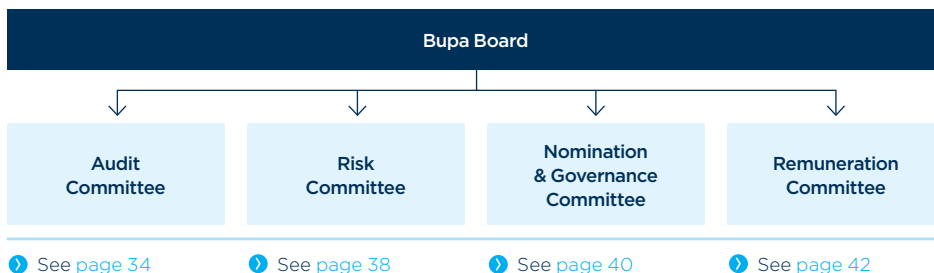 Bupa Board
Audit
Committee
Risk
Committee
Nomination
& Governance
Committee
Remuneration
Committee
See page 34
See page 38
See page 40
See page 42